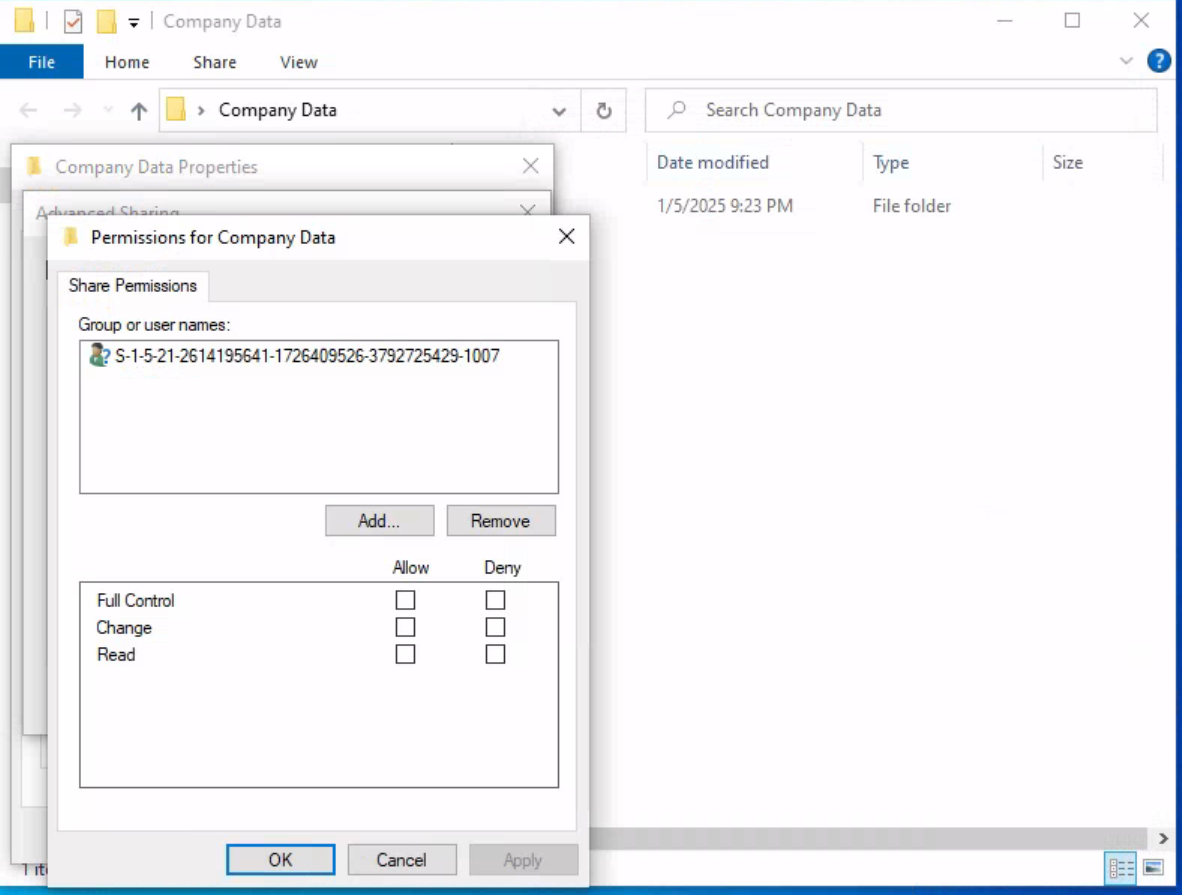 Company Data
File Home Share View
Company Data
Search Company Data
Date modified Type Size
1/5/2025 9:23 PM File folder
Company Data Properties
Advanced Sharing
Permissions for Company Data
Share Permissions
Group or user names:
S-1-5-21-2614195641-1726409526-3792725429-1007
Add... Remove
Allow Deny
Full Control
Change
Read
OK Cancel Apply